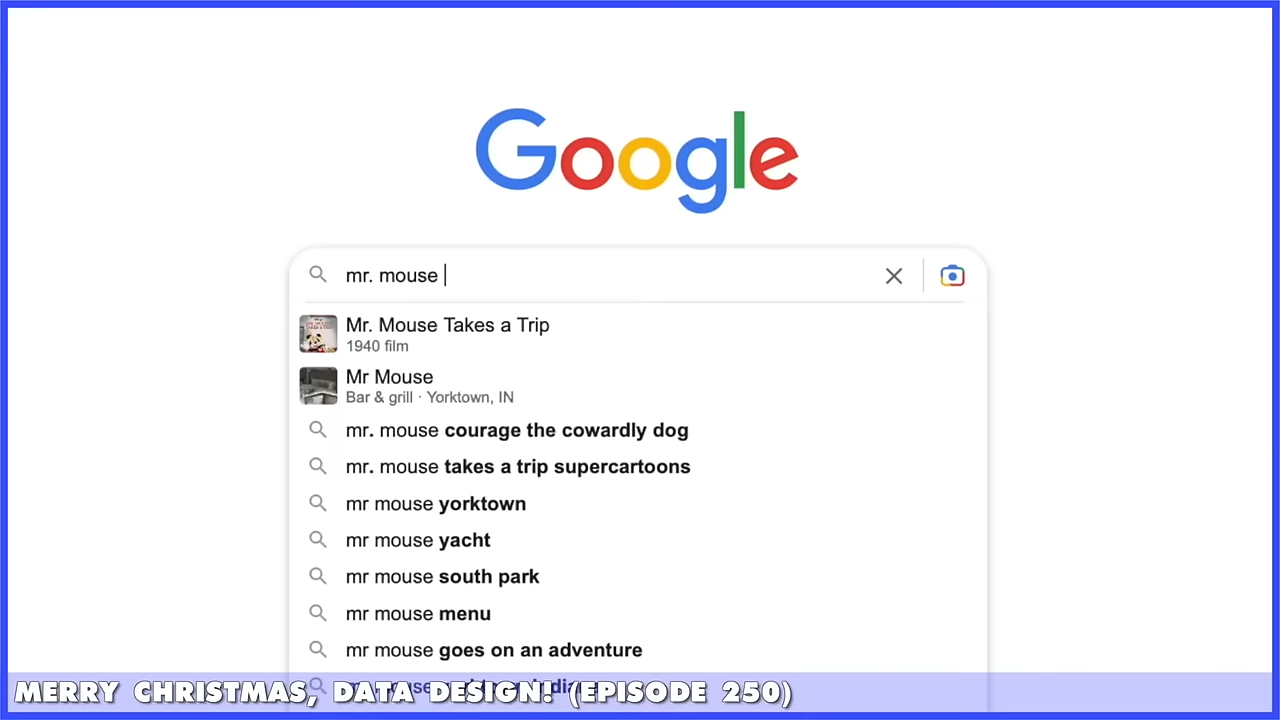 Google
mr. mouse
Mr. Mouse Takes a Trip
1940 film
Mr Mouse
Bar & grill · Yorktown, IN
mr. mouse courage the cowardly dog
mr. mouse takes a trip supercartoons
mr mouse yorktown
mr mouse yacht
mr mouse south park
mr mouse menu
mr mouse goes on an adventure
MERRY CHRISTMAS, DATA DESIGN! (EPISODE 250)